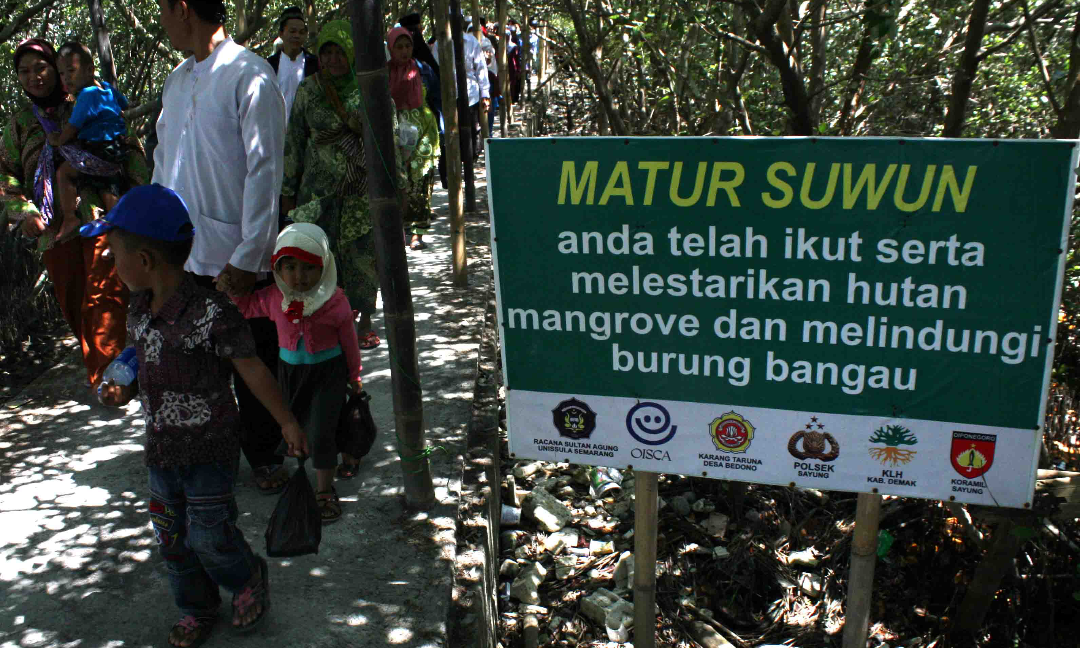 MATUR SUWUN
anda telah ikut serta
melestarikan hutan
mangrove dan melindungi
burung bangau
RACANA SULTAN AGUNG
UNISSULA SEMARANG
OISCA
KARANG TARUNA
DESA BEDONO
POLSEK
SAYUNG
KLH
KAB. DEMAK
DIPONEGORO
KORAMIL
SAYUNG